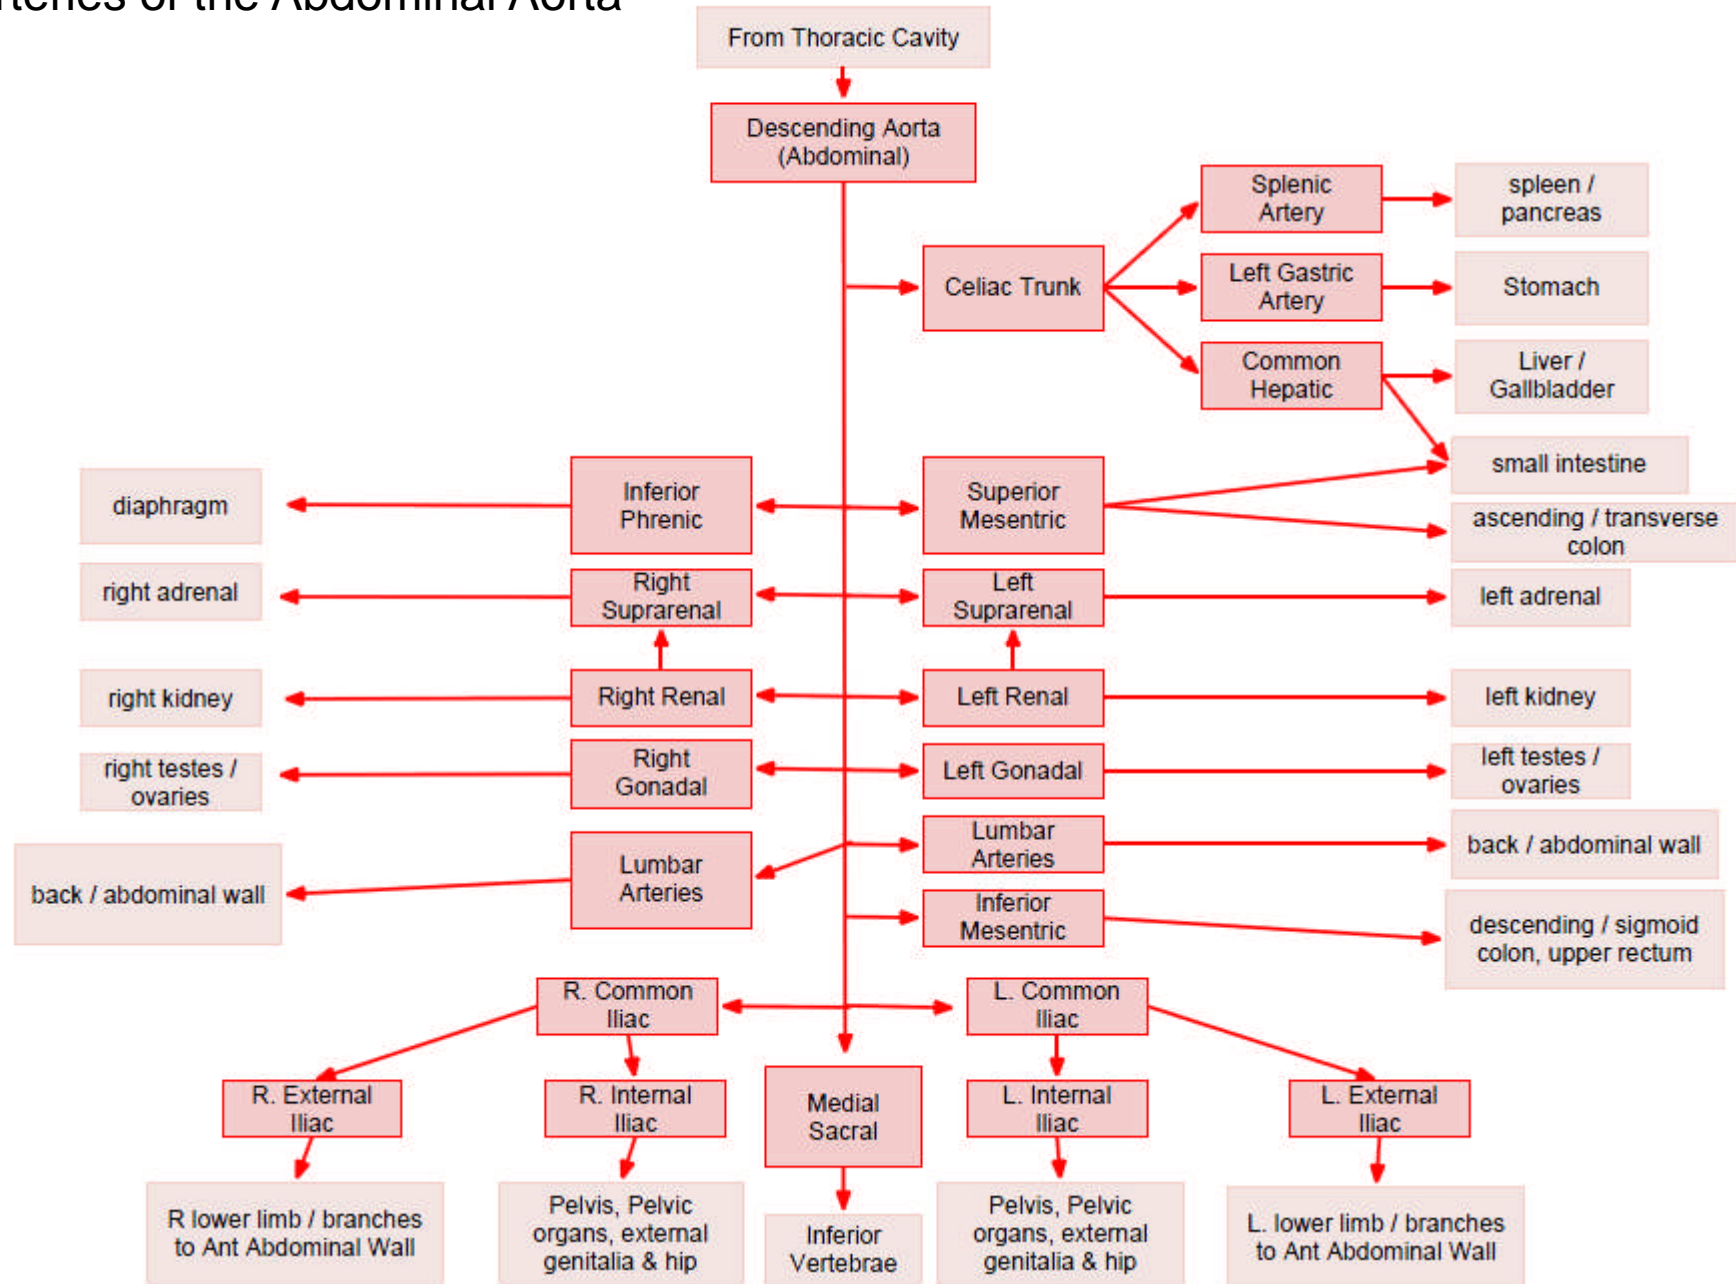 of the Abdominal Aorta
From Thoracic Cavity
Descending Aorta
(Abdominal)
Splenic
Artery
spleen /
pancreas
Celiac Trunk
Left Gastric
Artery
Stomach
Common
Hepatic
Liver /
Gallbladder
small intestine
diaphragm
Inferior
Phrenic
Superior
Mesentric
ascending / transverse
colon
right adrenal
Right
Suprarenal
Left
Suprarenal
left adrenal
right kidney
Right Renal
Left Renal
left kidney
right testes /
ovaries
Right
Gonadal
Left Gonadal
left testes /
ovaries
back / abdominal wall
Lumbar
Arteries
Lumbar
Arteries
back / abdominal wall
Inferior
Mesentric
descending / sigmoid
colon, upper rectum
R. Common
Iliac
L. Common
Iliac
R. External
Iliac
R. Internal
Iliac
Medial
Sacral
L. Internal
Iliac
L. External
Iliac
R lower limb / branches
to Ant Abdominal Wall
Pelvis, Pelvic
organs, external
genitalia & hip
Inferior
Vertebrae
Pelvis, Pelvic
organs, external
genitalia & hip
L. lower limb / branches
to Ant Abdominal Wall